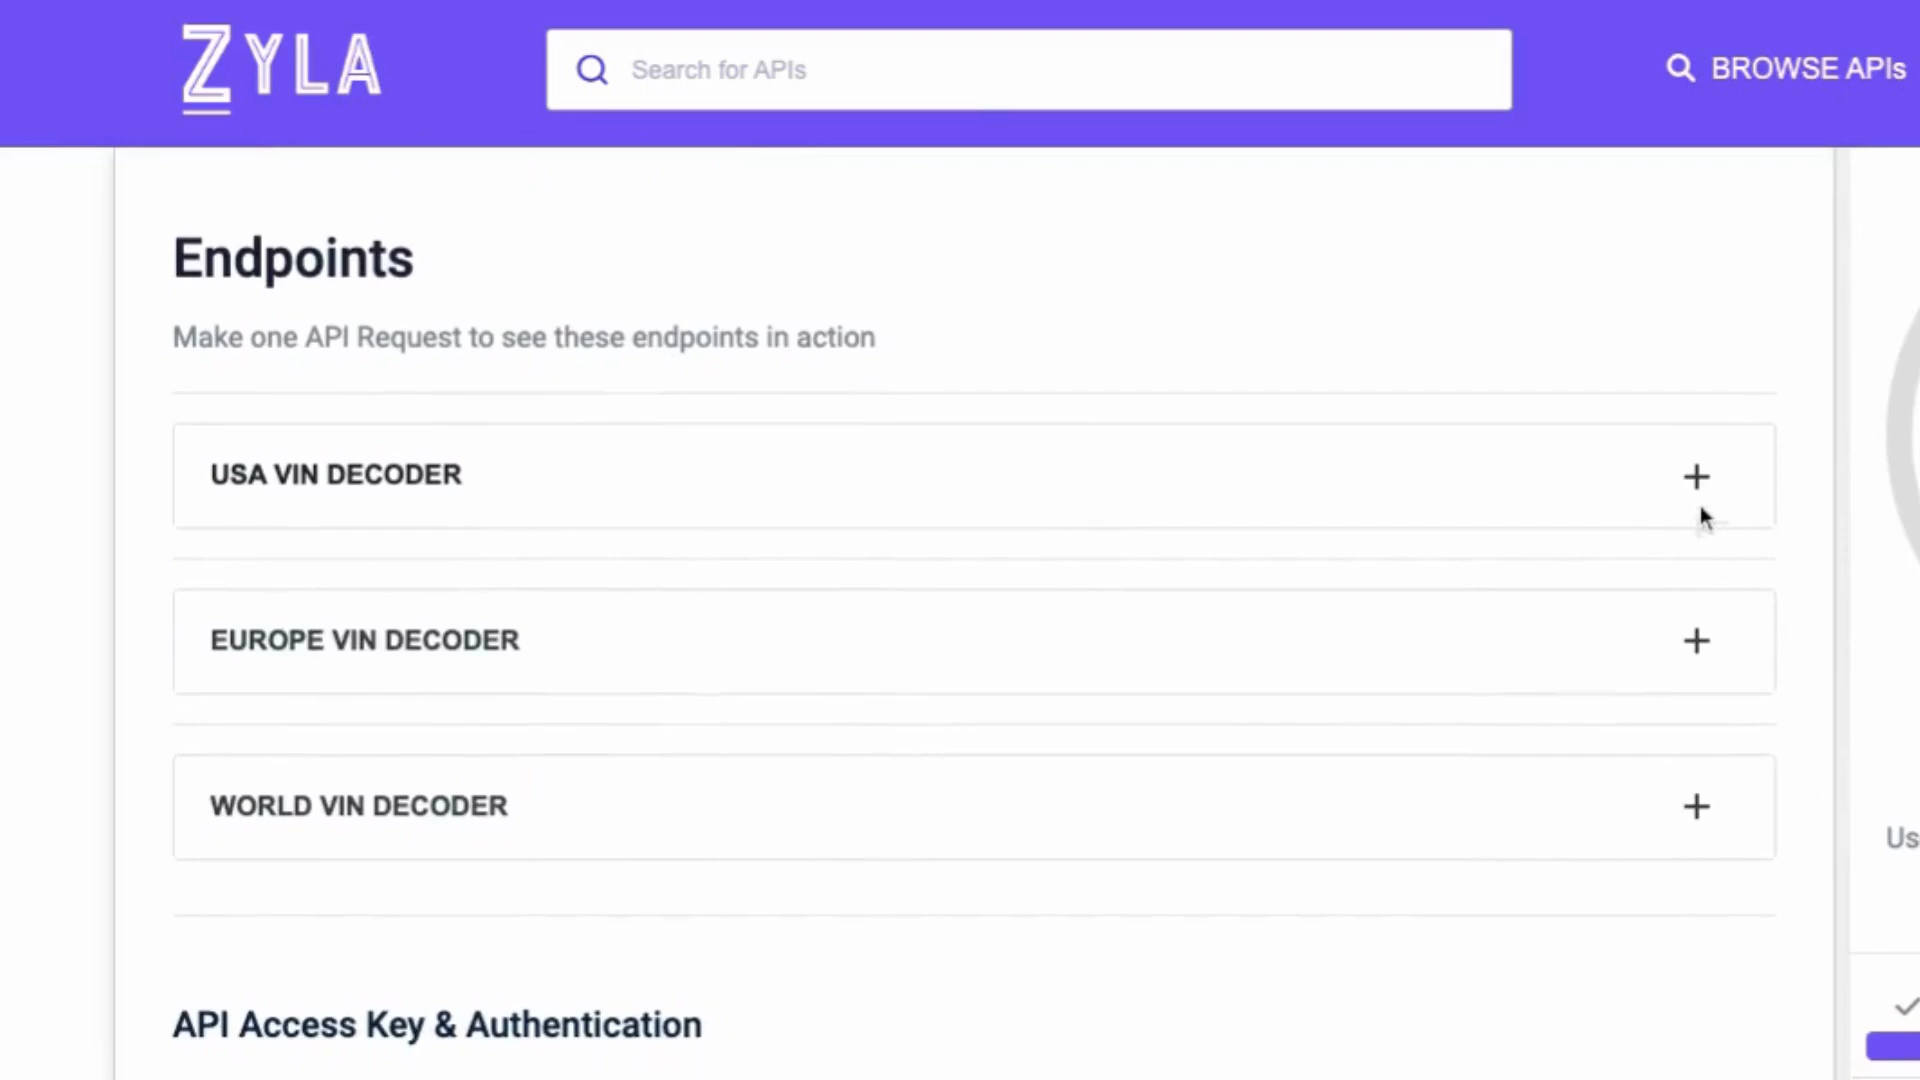 ZYLA
Search for APIs
BROWSE APIs
Endpoints
Make one API Request to see these endpoints in action
USA VIN DECODER
EUROPE VIN DECODER
WORLD VIN DECODER
Us
API Access Key & Authentication